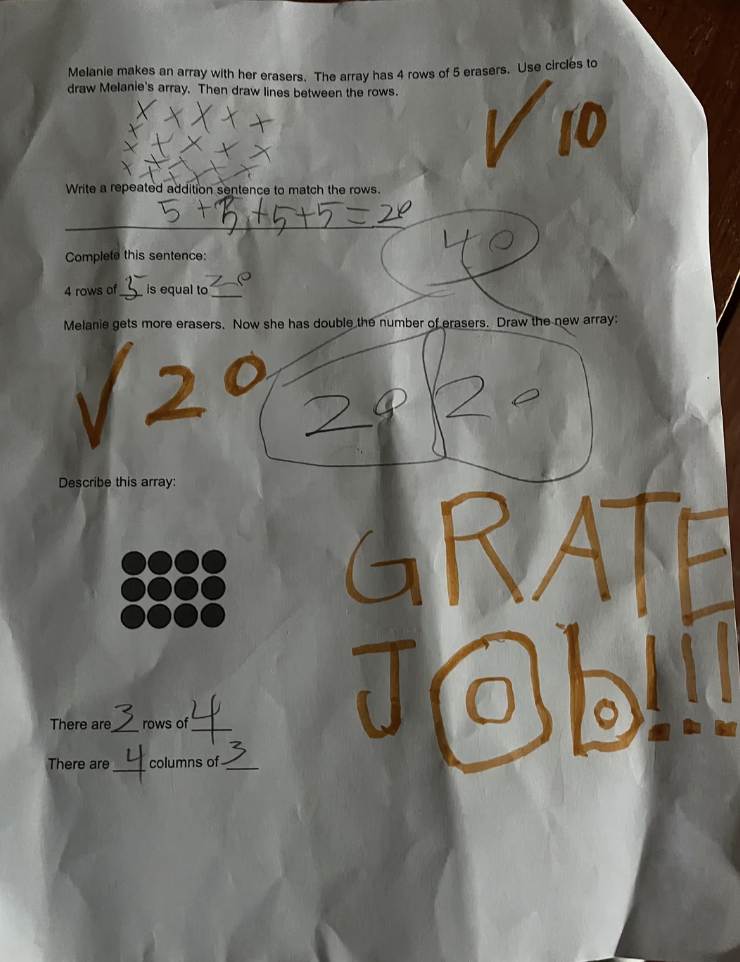 Melanie makes an array with her erasers. The array has 4 rows of 5 erasers. Use circles to
draw Melanie's array. Then draw lines between the rows.
√ 10
Write a repeated addition sentence to match the rows.
5 + 5 + 5 + 5 = 20
Complete this sentence:
40
4 rows of 5 is equal to 20
Melanie gets more erasers. Now she has double the number of erasers. Draw the new array:
√ 20
20 20
Describe this array:
GRATE
JOb!!!
There are 3 rows of 4
There are 4 columns of 3